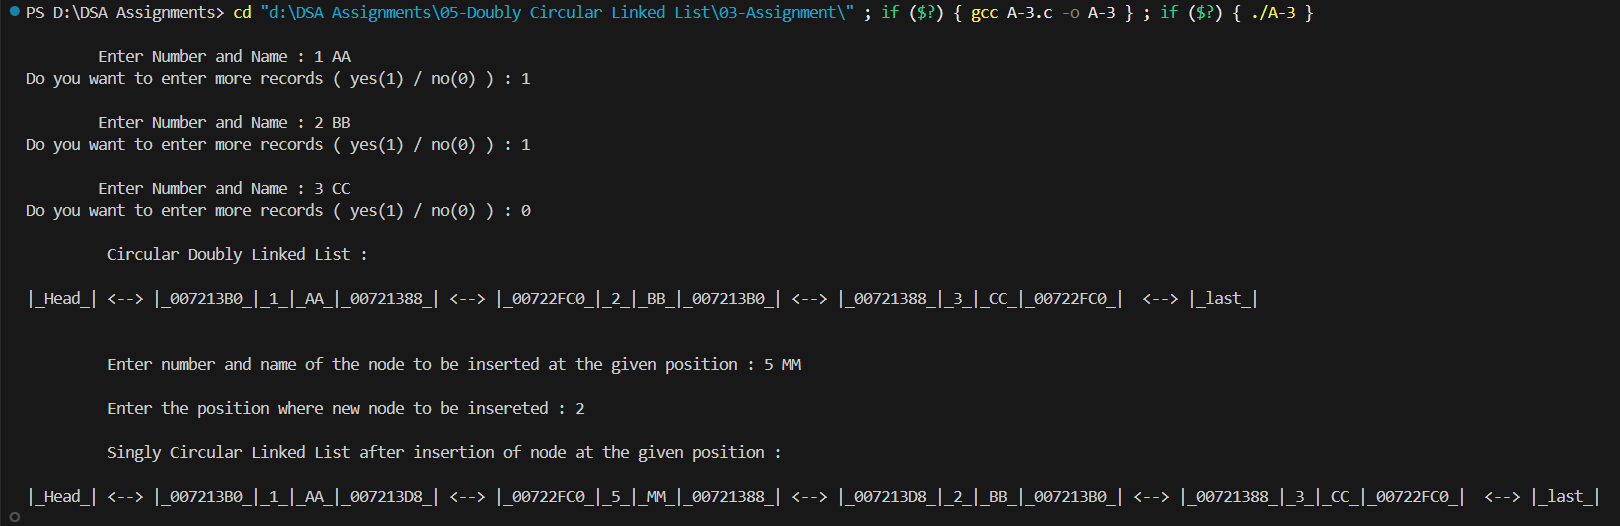 PS D:\DSA Assignments> cd "d:\DSA Assignments\05-Doubly Circular Linked List\03-Assignment\" ; if ($?) { gcc A-3.c -o A-3 } ; if ($?) { ./A-3 }
Enter Number and Name : 1 AA
Do you want to enter more records ( yes(1) / no(0) ) : 1
Enter Number and Name : 2 BB
Do you want to enter more records ( yes(1) / no(0) ) : 1
Enter Number and Name : 3 CC
Do you want to enter more records ( yes(1) / no(0) ) : 0
Circular Doubly Linked List :
|_Head_| <--> |_007213B0_|_1_|_AA_|_00721388_| <--> |_00722FC0_|_2_|_BB_|_007213B0_| <--> |_00721388_|_3_|_CC_|_00722FC0_|  <--> |_last_|
Enter number and name of the node to be inserted at the given position : 5 MM
Enter the position where new node to be insereted : 2
Singly Circular Linked List after insertion of node at the given position :
|_Head_| <--> |_007213B0_|_1_|_AA_|_007213D8_| <--> |_00722FC0_|_5_|_MM_|_00721388_| <--> |_007213D8_|_2_|_BB_|_007213B0_| <--> |_00721388_|_3_|_CC_|_00722FC0_|  <--> |_last_|